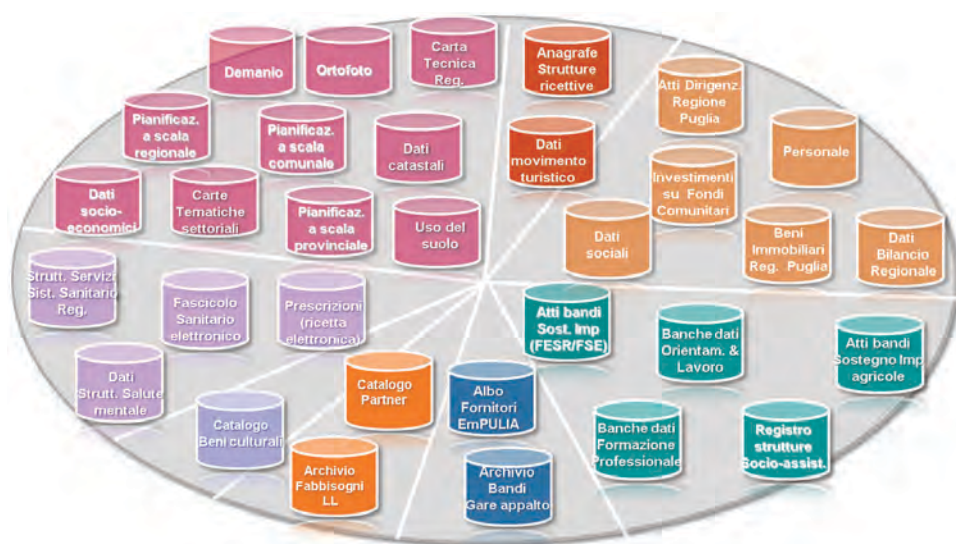 Demanio
Ortofoto
Carta
Tecnica
Reg.
Anagrafe
Strutture
ricettive
Atti Dirigenz.
Regione
Puglia
Pianificaz.
a scala
regionale
Pianificaz.
a scala
comunale
Dati
catastali
Dati
movimento
turistico
Investimenti
su Fondi
Comunitari
Personale
Dati
socio-
economici
Carte
Tematiche
settoriali
Pianificaz.
a scala
provinciale
Uso del
suolo
Dati
sociali
Beni
Immobiliari
Reg. Puglia
Dati
Bilancio
Regionale
Strutt. Servizi
Sist. Sanitario
Reg.
Fascicolo
Sanitario
elettronico
Prescrizioni
(ricetta
elettronica)
Atti bandi
Sost. Imp
(FESR/FSE)
Banche dati
Orientam. &
Lavoro
Atti bandi
Sostegno Imp
agricole
Dati
Strutt. Salute
mentale
Catalogo
Beni culturali
Catalogo
Partner
Albo
Fornitori
EmPULIA
Banche dati
Formazione
Professionale
Registro
strutture
Socio-assist.
Archivio
Fabbisogni
LL
Archivio
Bandi
Gare appalto